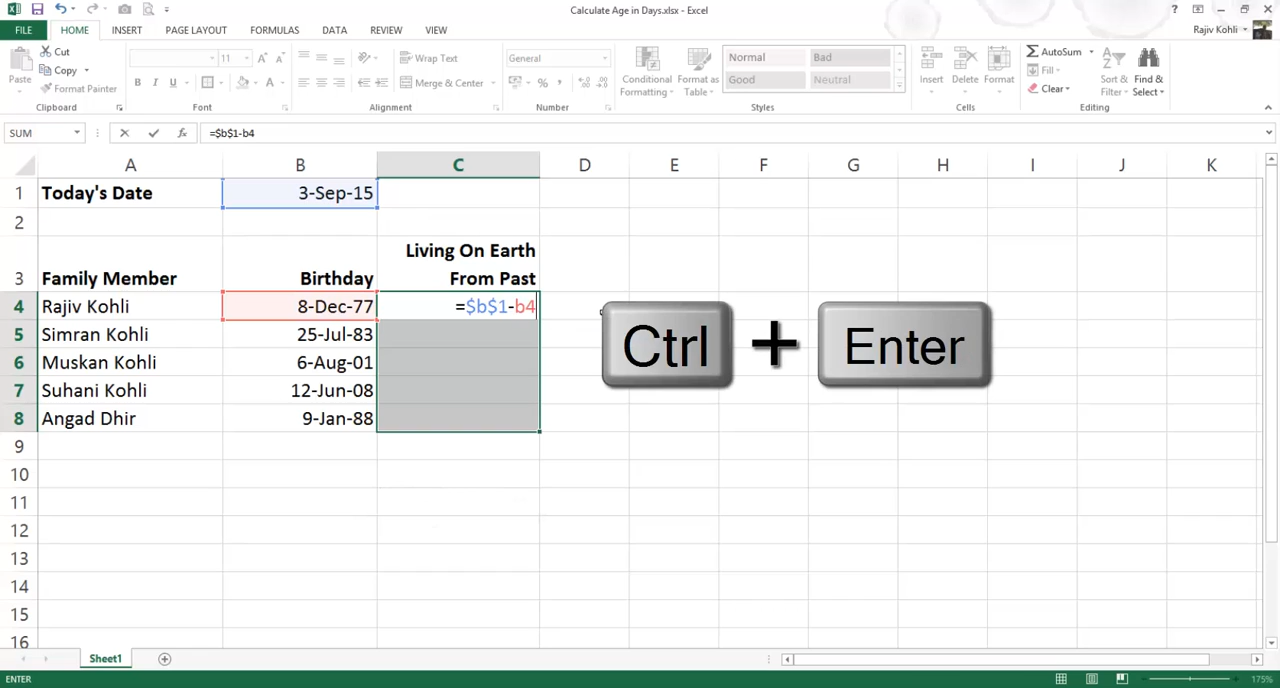 Calculate Age in Days.xlsx - Excel
FILE HOME INSERT PAGE LAYOUT FORMULAS DATA REVIEW VIEW Rajiv Kohli
Paste
Cut
Copy
Format Painter
Clipboard
11
B I U
Font
Wrap Text
Merge & Center
Alignment
General
%
Number
Conditional
Formatting
Format as
Table
Normal Bad
Good Neutral
Styles
Insert Delete Format
Cells
AutoSum
Fill
Clear
Sort &
Filter
Find &
Select
Editing
SUM fx =$b$1-b4
A B C D E F G H I J K
1 Today's Date 3-Sep-15
2
Living On Earth
3 Family Member Birthday From Past
4 Rajiv Kohli 8-Dec-77 =$b$1-b4
5 Simran Kohli 25-Jul-83
6 Muskan Kohli 6-Aug-01
7 Suhani Kohli 12-Jun-08
8 Angad Dhir 9-Jan-88
Ctrl + Enter
9
10
11
12
13
14
15
16
Sheet1
ENTER 175%